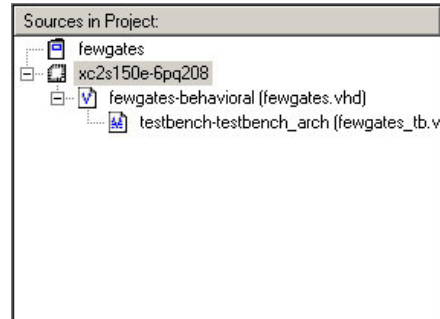 Sources in Project:
fewgates
xc2s150e-6pq208
fewgates-behavioral (fewgates.vhd)
testbench-testbench_arch (fewgates_tb.v